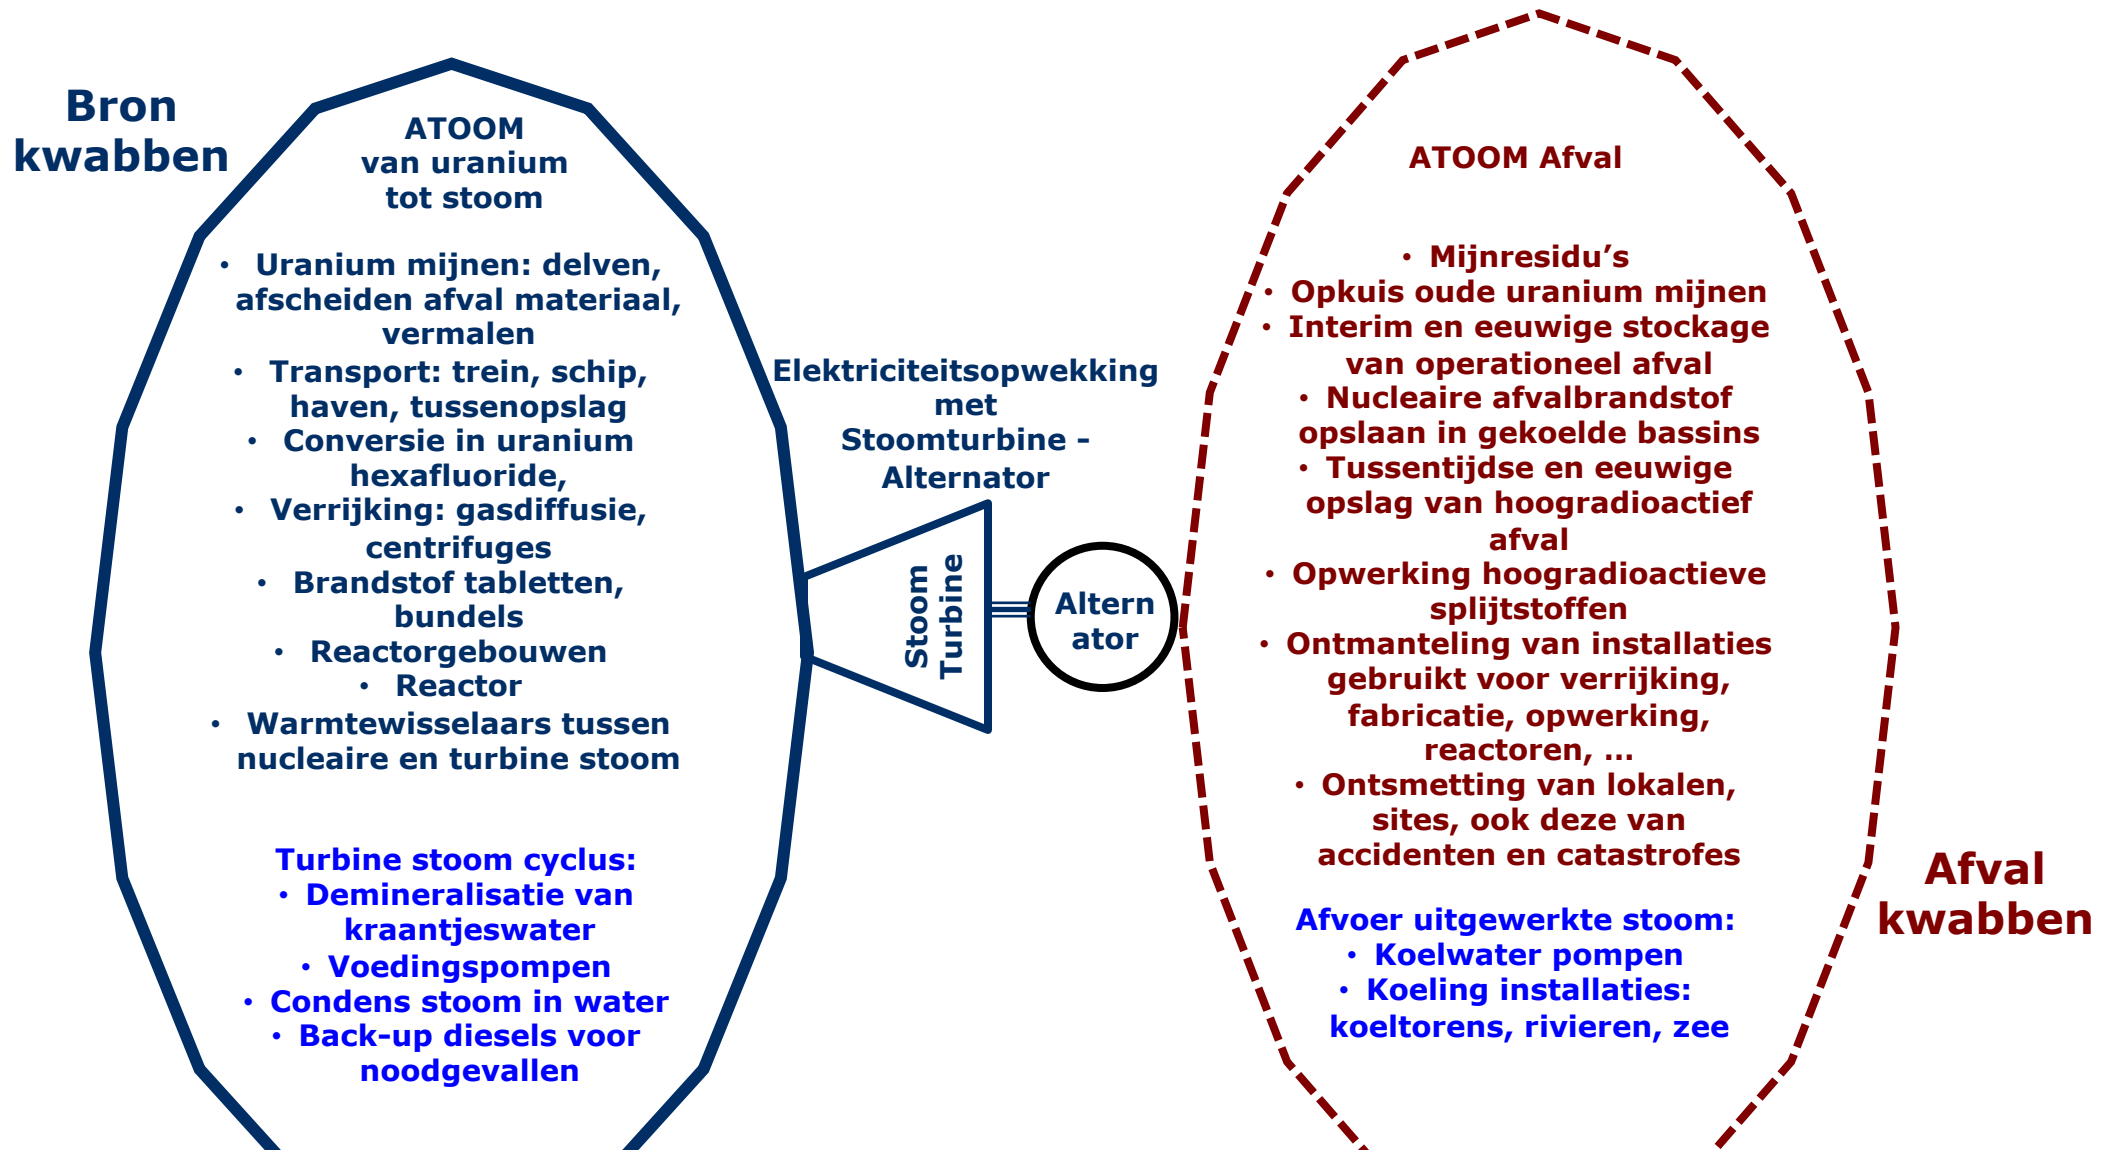 Bron
kwabben
ATOOM
van uranium
tot stoom
• Uranium mijnen: delven,
afscheiden afval materiaal,
vermalen
• Transport: trein, schip,
haven, tussenopslag
• Conversie in uranium
hexafluoride,
• Verrijking: gasdiffusie,
centrifuges
• Brandstof tabletten,
bundels
• Reactorgebouwen
• Reactor
• Warmtewisselaars tussen
nucleaire en turbine stoom
Turbine stoom cyclus:
• Demineralisatie van
kraantjeswater
• Voedingspompen
• Condens stoom in water
• Back-up diesels voor
noodgevallen
Elektriciteitsopwekking
met
Stoomturbine -
Alternator
Stoom
Turbine
Altern
ator
ATOOM Afval
• Mijnresidu’s
• Opkuis oude uranium mijnen
• Interim en eeuwige stockage
van operationeel afval
• Nucleaire afvalbrandstof
opslaan in gekoelde bassins
• Tussentijdse en eeuwige
opslag van hoogradioactief
afval
• Opwerking hoogradioactieve
splijtstoffen
• Ontmanteling van installaties
gebruikt voor verrijking,
fabricatie, opwerking,
reactoren, …
• Ontsmetting van lokalen,
sites, ook deze van
accidenten en catastrofes
Afvoer uitgewerkte stoom:
• Koelwater pompen
• Koeling installaties:
koeltorens, rivieren, zee
Afval
kwabben